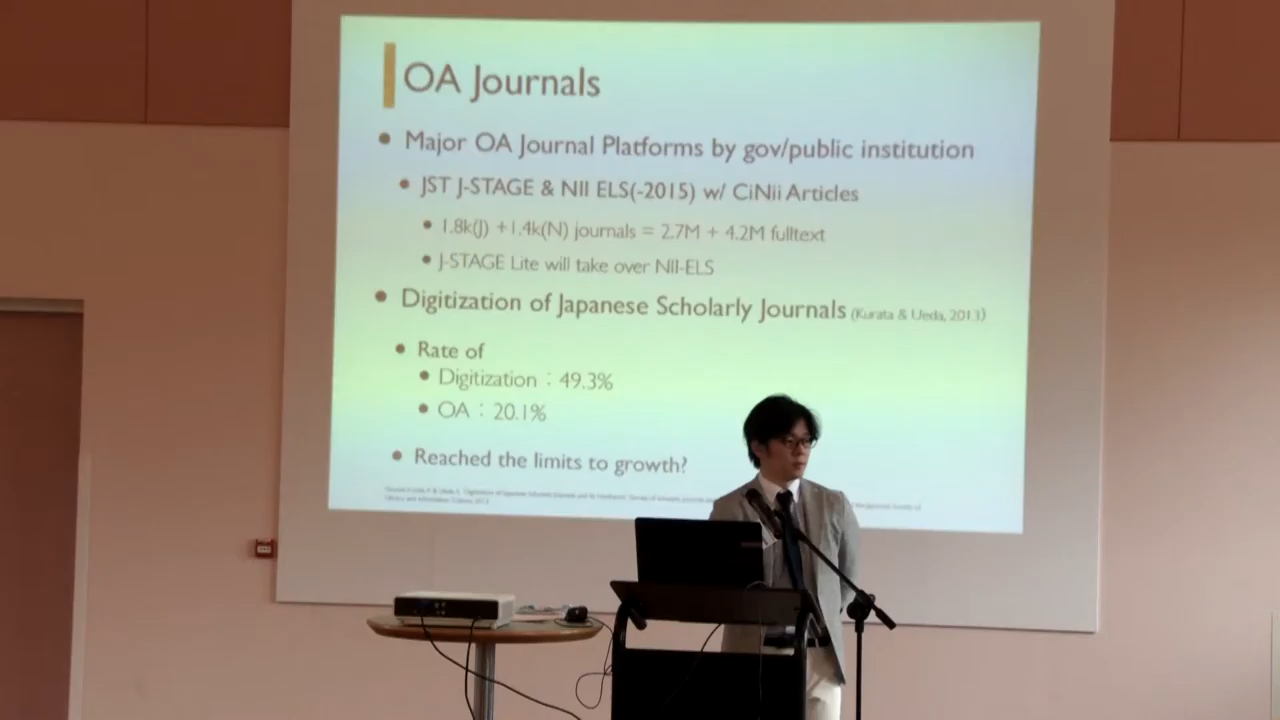 OA Journals
Major OA Journal Platforms by gov/public institution
JST J-STAGE & NII ELS(-2015) w/ CiNii Articles
1.8k(J) +1.4k(N) journals = 2.7M + 4.2M fulltext
J-STAGE Lite will take over NII-ELS
Digitization of Japanese Scholarly Journals (Kurata & Ueda, 2013)
Rate of
Digitization : 49.3%
OA : 20.1%
Reached the limits to growth?